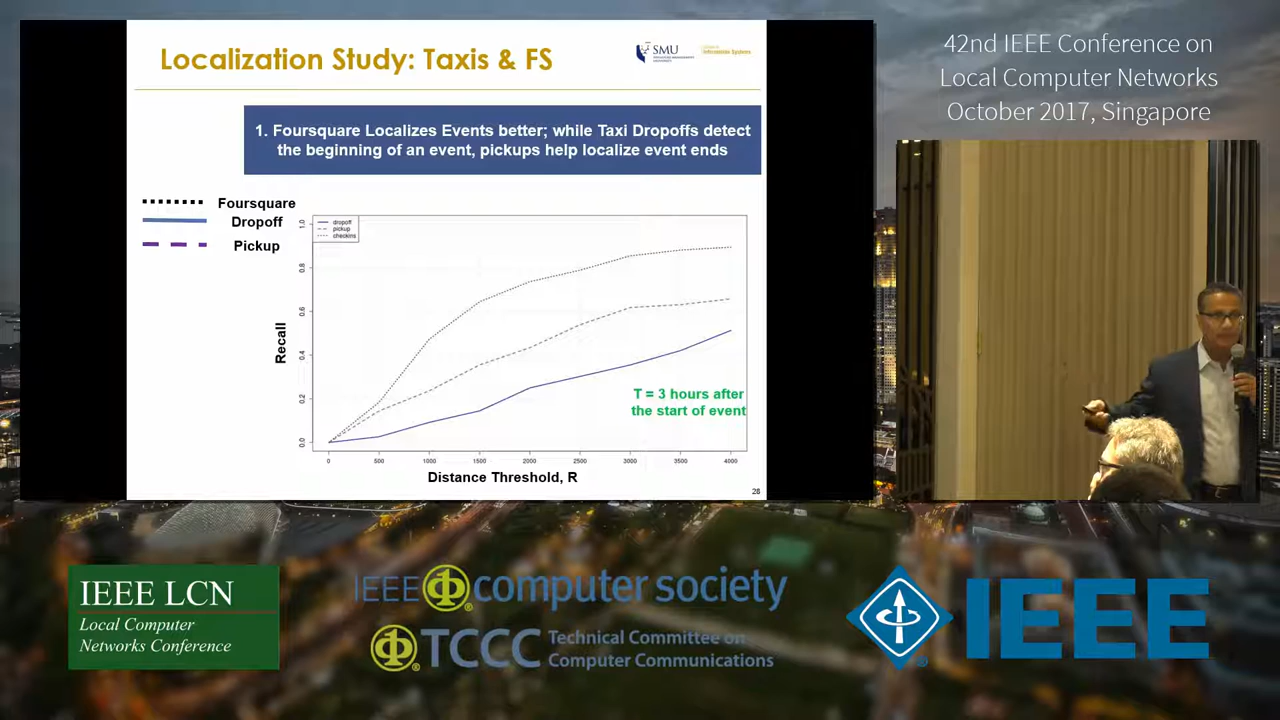 Localization Study: Taxis & FS
SMU
1. Foursquare Localizes Events better; while Taxi Dropoffs detect
the beginning of an event, pickups help localize event ends
Foursquare
Dropoff
Pickup
dropoff
pickup
checkins
Recall
0.0
0.2
0.4
0.6
0.8
1.0
T = 3 hours after
the start of event
0 500 1000 1500 2000 2500 3000 3500 4000
Distance Threshold, R
28
42nd IEEE Conference on
Local Computer Networks
October 2017, Singapore
IEEE LCN
Local Computer
Networks Conference
IEEE computer society
TCCC Technical Committee on
Computer Communications
IEEE